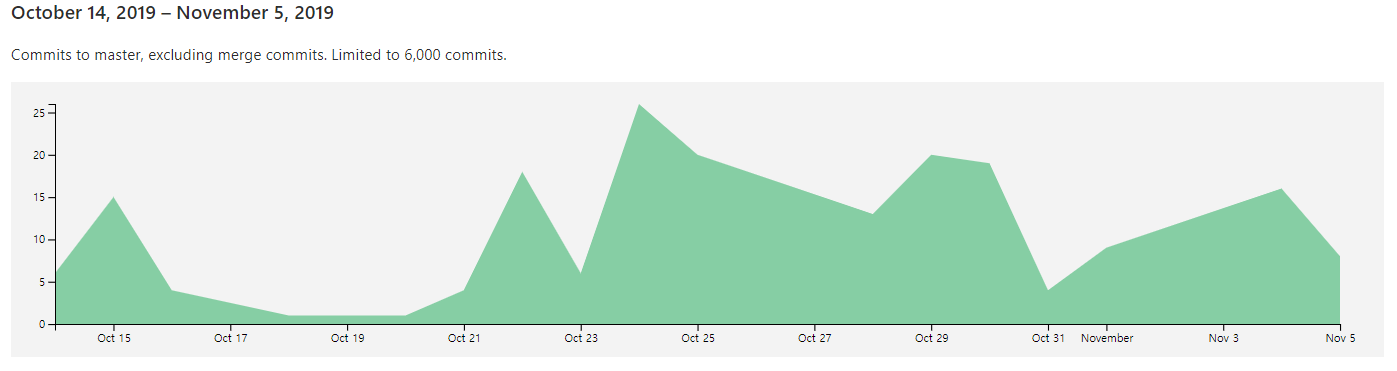 October 14, 2019 – November 5, 2019
Commits to master, excluding merge commits. Limited to 6,000 commits.
25
20
15
10
5
0
Oct 15 Oct 17 Oct 19 Oct 21 Oct 23 Oct 25 Oct 27 Oct 29 Oct 31 November Nov 3 Nov 5